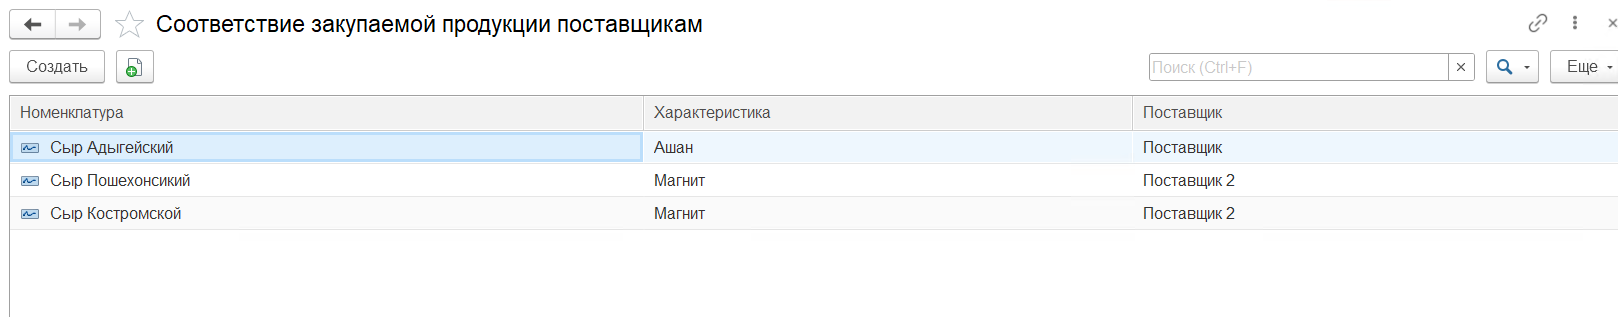 Соответствие закупаемой продукции поставщикам
Создать
Поиск (Ctrl+F)
Еще
Номенклатура Характеристика Поставщик
Сыр Адыгейский Ашан Поставщик
Сыр Пошехонсикий Магнит Поставщик 2
Сыр Костромской Магнит Поставщик 2